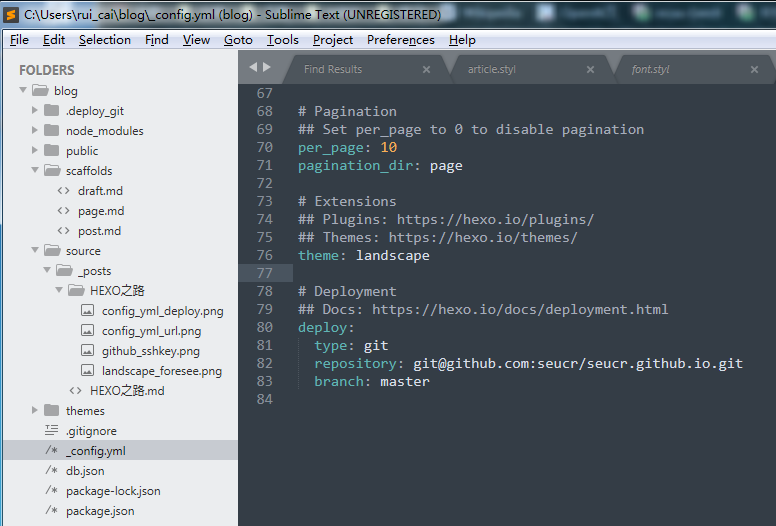 C:\Users\rui_cai\blog\_config.yml (blog) - Sublime Text (UNREGISTERED)
File Edit Selection Find View Goto Tools Project Preferences Help
FOLDERS
blog
.deploy_git
node_modules
public
scaffolds
draft.md
page.md
post.md
source
_posts
HEXO之路
config_yml_deploy.png
config_yml_url.png
github_sshkey.png
landscape_foresee.png
HEXO之路.md
themes
.gitignore
_config.yml
db.json
package-lock.json
package.json
Find Results article.styl font.styl
67
68 # Pagination
69 ## Set per_page to 0 to disable pagination
70 per_page: 10
71 pagination_dir: page
72
73 # Extensions
74 ## Plugins: https://hexo.io/plugins/
75 ## Themes: https://hexo.io/themes/
76 theme: landscape
77
78 # Deployment
79 ## Docs: https://hexo.io/docs/deployment.html
80 deploy:
81 type: git
82 repository: git@github.com:seucr/seucr.github.io.git
83 branch: master
84